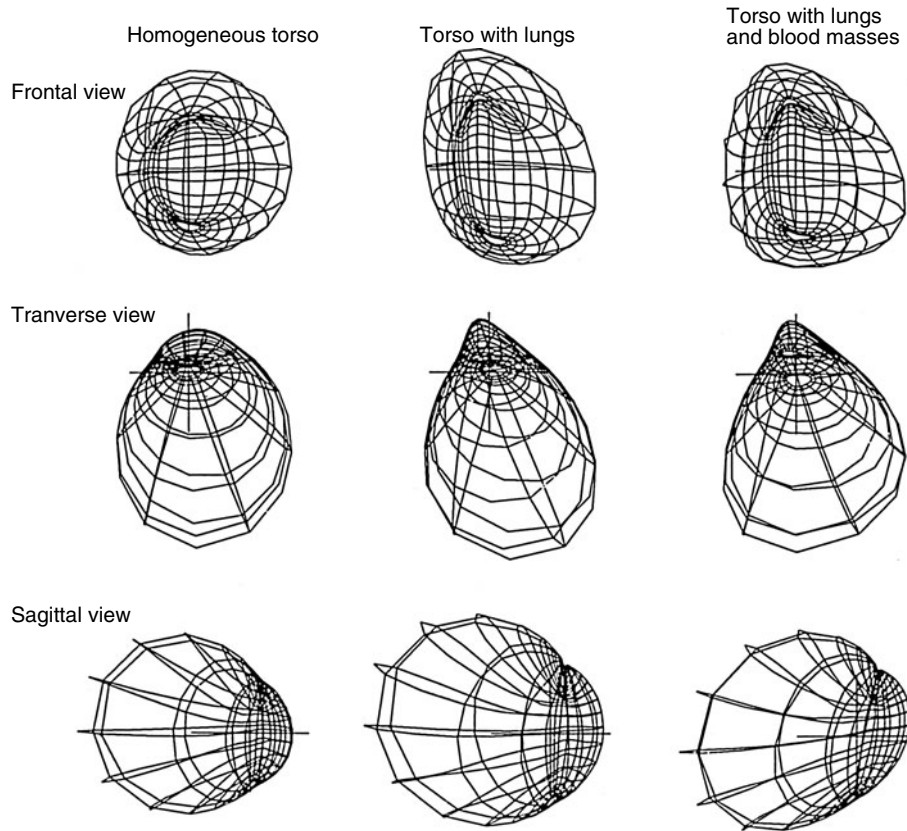 Homogeneous torso
Torso with lungs
Torso with lungs
and blood masses
Frontal view
Tranverse view
Sagittal view